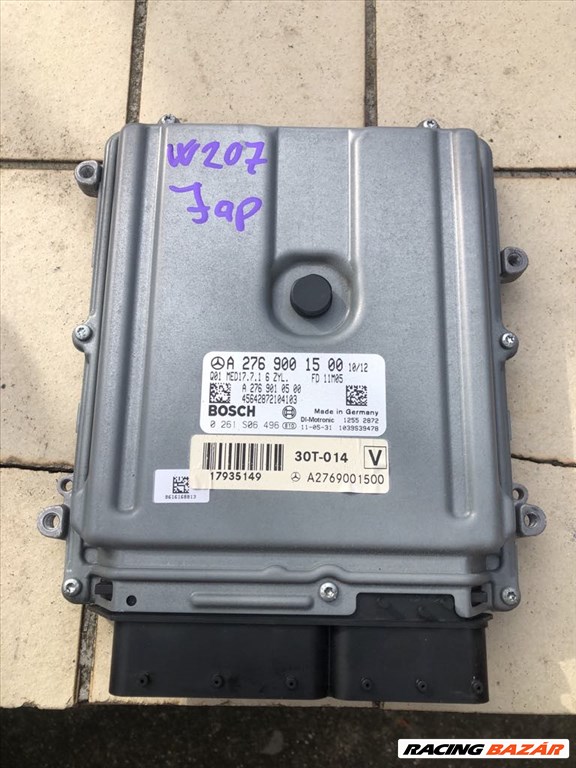 W207
Jap
A 276 900 15 00 10/12
Q01 MED17.7.1 6 ZYL. FD 11M05
A 276 901 05 00
45642872104103
BOSCH
Made in Germany
DI-Motronic 1255 2872
0 261 S06 496 11-05-31 1039S39478
30T-014 V
17935149 A2769001500
RACING BAZÁR